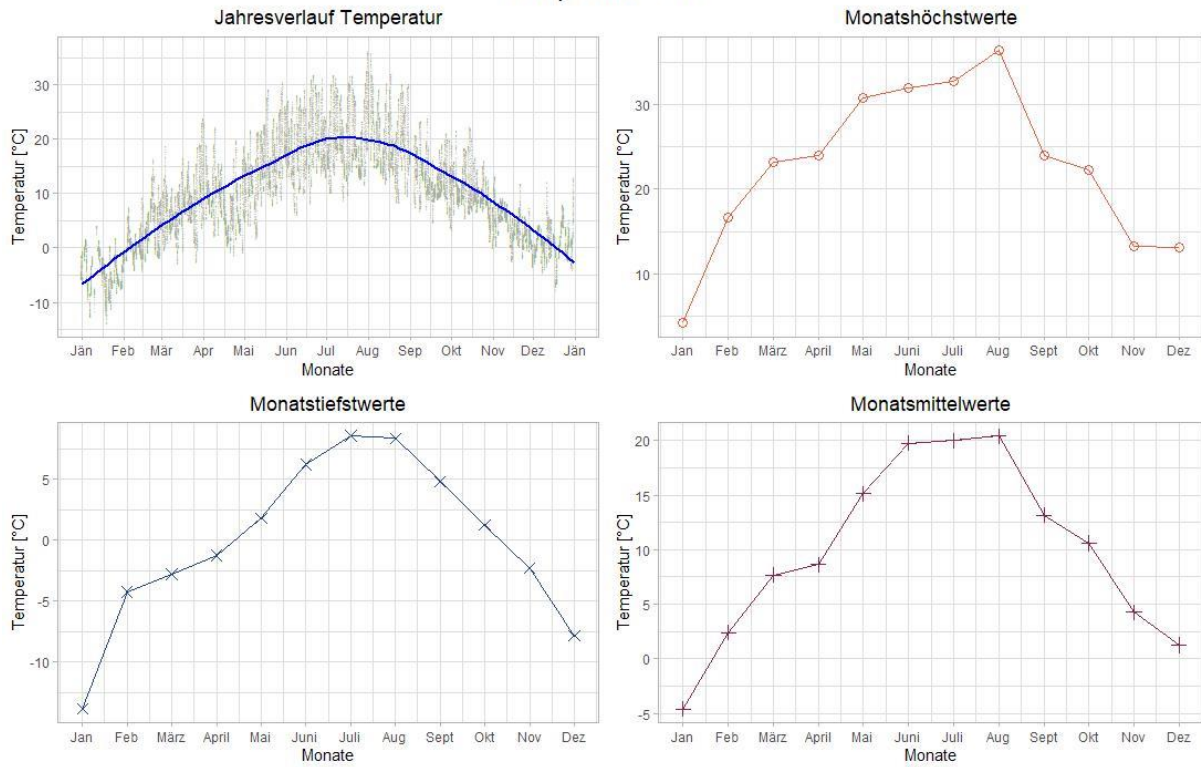 Jahresverlauf Temperatur
Temperatur [°C]
30
20
10
0
-10
Jän Feb Mär Apr Mai Jun Jul Aug Sep Okt Nov Dez Jän
Monate
Monatshöchstwerte
Temperatur [°C]
30
20
10
Jan Feb März April Mai Juni Juli Aug Sept Okt Nov Dez
Monate
Monatstiefstwerte
Temperatur [°C]
5
0
-5
-10
Jan Feb März April Mai Juni Juli Aug Sept Okt Nov Dez
Monate
Monatsmittelwerte
Temperatur [°C]
20
15
10
5
0
-5
Jan Feb März April Mai Juni Juli Aug Sept Okt Nov Dez
Monate